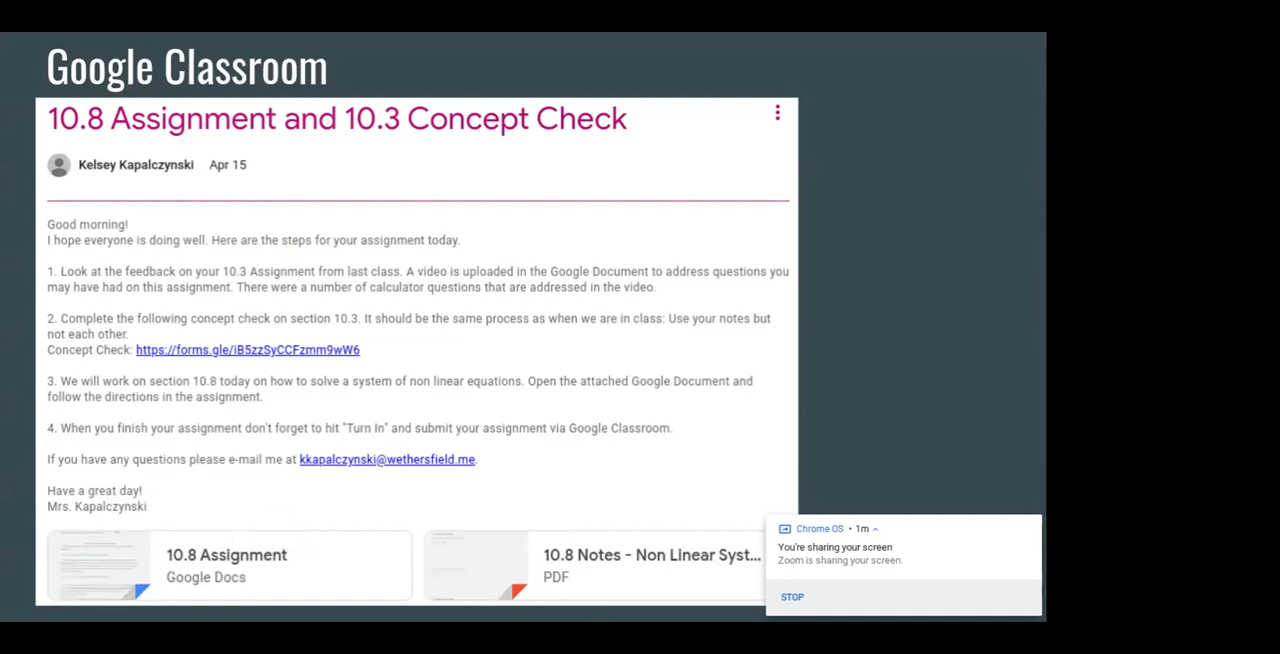 Google Classroom
10.8 Assignment and 10.3 Concept Check
Kelsey Kapalczynski Apr 15
Good morning!
I hope everyone is doing well. Here are the steps for your assignment today.
1. Look at the feedback on your 10.3 Assignment from last class. A video is uploaded in the Google Document to address questions you
may have had on this assignment. There were a number of calculator questions that are addressed in the video.
2. Complete the following concept check on section 10.3. It should be the same process as when we are in class: Use your notes but
not each other.
Concept Check: https://forms.gle/iB5zzSyCCFzmm9wW6
3. We will work on section 10.8 today on how to solve a system of non linear equations. Open the attached Google Document and
follow the directions in the assignment.
4. When you finish your assignment don't forget to hit "Turn In" and submit your assignment via Google Classroom.
If you have any questions please e-mail me at kkapalczynski@wethersfield.me.
Have a great day!
Mrs. Kapalczynski
10.8 Assignment
Google Docs
10.8 Notes - Non Linear Syst...
PDF
Chrome OS • 1m
You're sharing your screen
Zoom is sharing your screen.
STOP